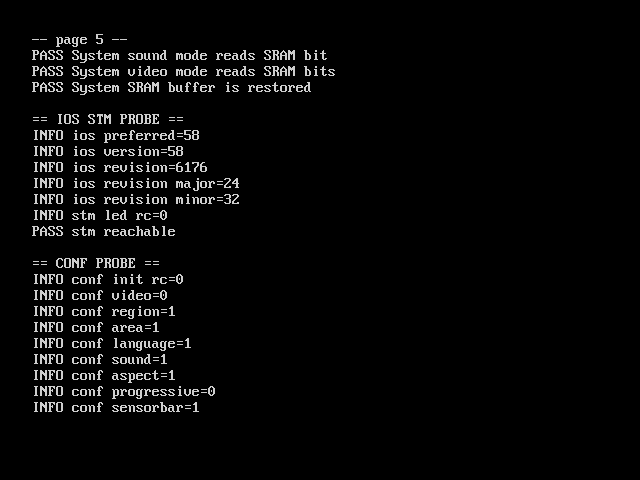 -- page 5 --
PASS System sound mode reads SRAM bit
PASS System video mode reads SRAM bits
PASS System SRAM buffer is restored
== IOS STM PROBE ==
INFO ios preferred=58
INFO ios version=58
INFO ios revision=6176
INFO ios revision major=24
INFO ios revision minor=32
INFO stm led rc=0
PASS stm reachable
== CONF PROBE ==
INFO conf init rc=0
INFO conf video=0
INFO conf region=1
INFO conf area=1
INFO conf language=1
INFO conf sound=1
INFO conf aspect=1
INFO conf progressive=0
INFO conf sensorbar=1